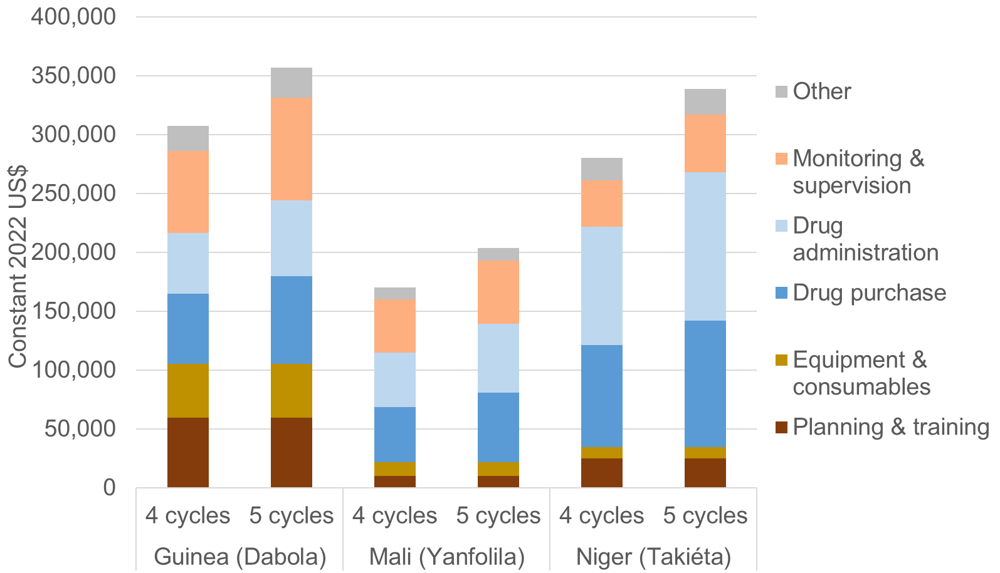 400,000
350,000
300,000
250,000
200,000
150,000
100,000
50,000
0
Constant 2022 US$
4 cycles
5 cycles
4 cycles
5 cycles
4 cycles
5 cycles
Guinea (Dabola)
Mali (Yanfolila)
Niger (Takiéta)
Other
Monitoring &
supervision
Drug
administration
Drug purchase
Equipment &
consumables
Planning & training